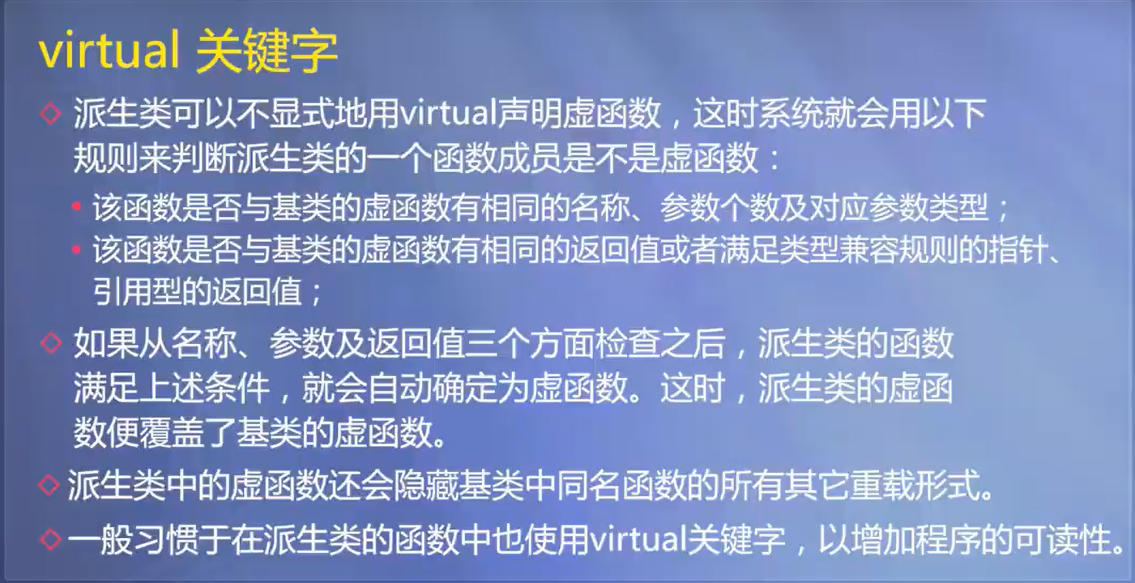 virtual 关键字
派生类可以不显式地用virtual声明虚函数，这时系统就会用以下
规则来判断派生类的一个函数成员是不是虚函数：
该函数是否与基类的虚函数有相同的名称、参数个数及对应参数类型；
该函数是否与基类的虚函数有相同的返回值或者满足类型兼容规则的指针、
引用型的返回值；
如果从名称、参数及返回值三个方面检查之后，派生类的函数
满足上述条件，就会自动确定为虚函数。这时，派生类的虚函
数便覆盖了基类的虚函数。
派生类中的虚函数还会隐藏基类中同名函数的所有其它重载形式。
一般习惯于在派生类的函数中也使用virtual关键字，以增加程序的可读性。